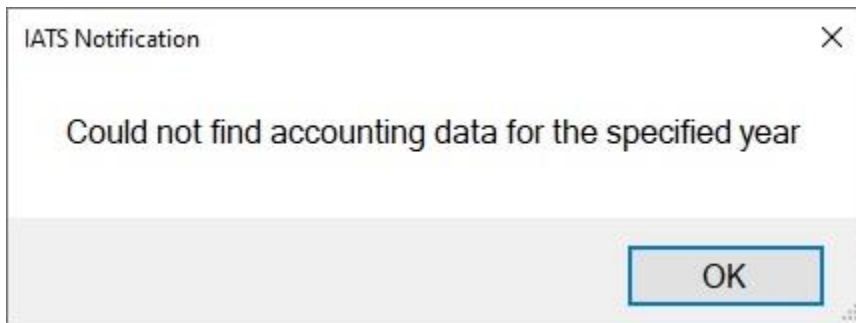 IATS Notification
Could not find accounting data for the specified year
OK